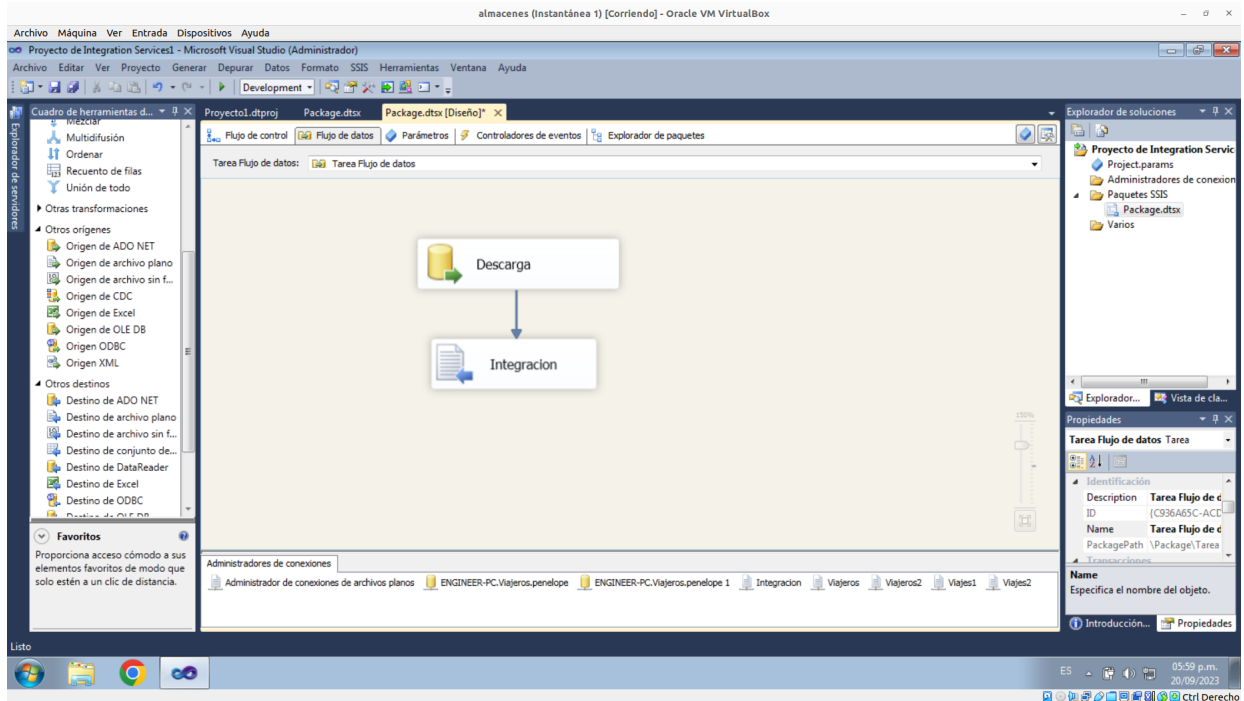 almacenes (Instantánea 1) [Corriendo] - Oracle VM VirtualBox
Archivo Máquina Ver Entrada Dispositivos Ayuda
Proyecto de Integration Services1 - Microsoft Visual Studio (Administrador)
Archivo Editar Ver Proyecto Generar Depurar Datos Formato SSIS Herramientas Ventana Ayuda
Development
Explorador de servidores
Cuadro de herramientas d...
Mezclar
Multidifusión
Ordenar
Recuento de filas
Unión de todo
Otras transformaciones
Otros orígenes
Origen de ADO NET
Origen de archivo plano
Origen de archivo sin f...
Origen de CDC
Origen de Excel
Origen de OLE DB
Origen ODBC
Origen XML
Otros destinos
Destino de ADO NET
Destino de archivo plano
Destino de archivo sin f...
Destino de conjunto de...
Destino de DataReader
Destino de Excel
Destino de ODBC
Destino de OLE DB
Favoritos
Proporciona acceso cómodo a sus
elementos favoritos de modo que
solo estén a un clic de distancia.
Proyecto1.dtproj Package.dtsx Package.dtsx [Diseño]*
Flujo de control Flujo de datos Parámetros Controladores de eventos Explorador de paquetes
Tarea Flujo de datos: Tarea Flujo de datos
Descarga
Integracion
150%
Administradores de conexiones
Administrador de conexiones de archivos planos ENGINEER-PC.Viajeros.penelope ENGINEER-PC.Viajeros.penelope 1 Integracion Viajeros Viajeros2 Viajes1 Viajes2
Explorador de soluciones
Proyecto de Integration Servic
Project.params
Administradores de conexion
Paquetes SSIS
Package.dtsx
Varios
Explorador... Vista de cla...
Propiedades
Tarea Flujo de datos Tarea
Identificación
Description Tarea Flujo de d
ID {C936A65C-ACD
Name Tarea Flujo de d
PackagePath \Package\Tarea
Transacciones
Name
Especifica el nombre del objeto.
Introducción... Propiedades
Listo
ES
05:59 p.m.
20/09/2023
Ctrl Derecho